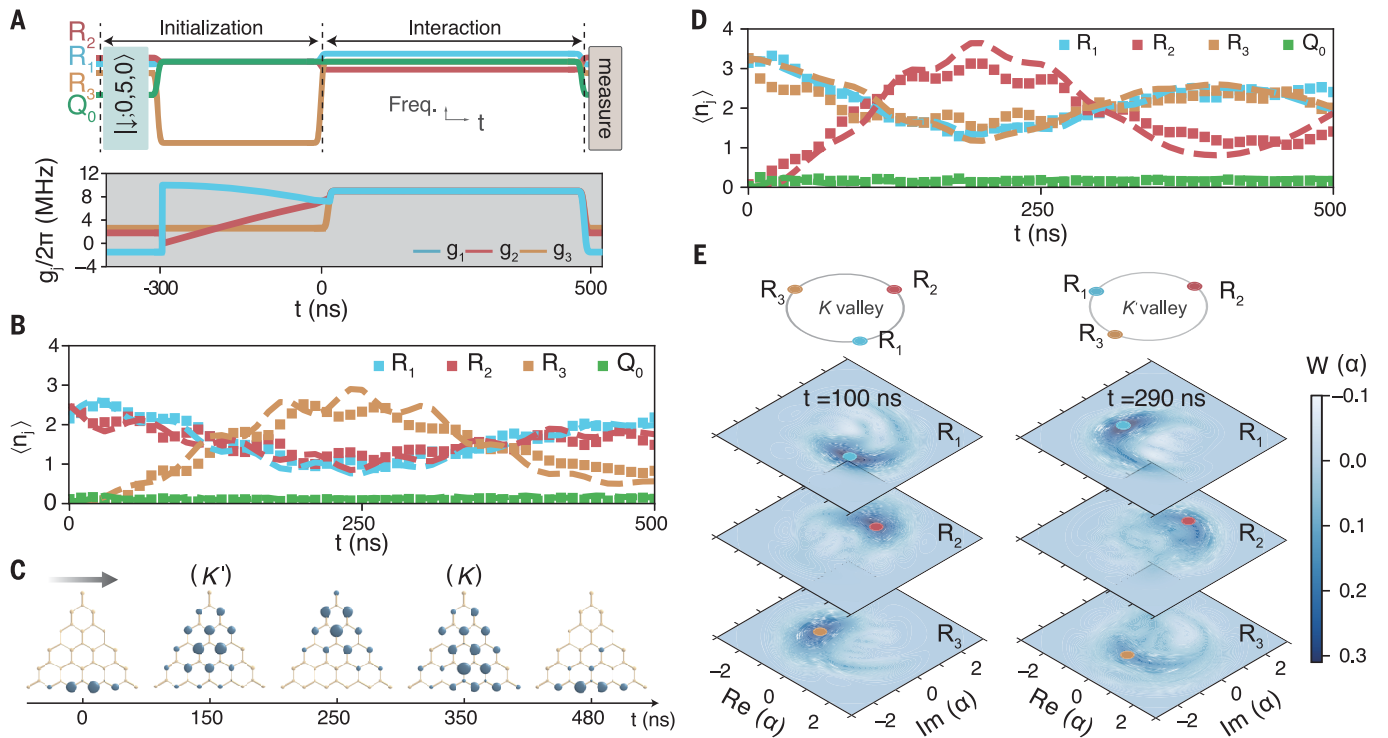 A
Initialization
Interaction
R2
R1
R3
Q0
|↓;0,5,0⟩
Freq.
t
measure
gj/2π (MHz)
12
8
4
0
−4
g1
g2
g3
-300
0
500
t (ns)
B
⟨nj⟩
4
3
2
1
0
R1
R2
R3
Q0
0
250
500
t (ns)
C
(K')
(K)
0
150
250
350
480
t (ns)
D
⟨nj⟩
4
3
2
1
0
R1
R2
R3
Q0
0
250
500
t (ns)
E
R3
K valley
R2
R1
R1
K' valley
R2
R3
t =100 ns
R1
R2
R3
t =290 ns
R1
R2
R3
−2
0
2
Re (α)
−2
0
2
Im (α)
−2
0
2
Re (α)
−2
0
2
Im (α)
W (α)
−0.1
0.0
0.1
0.2
0.3